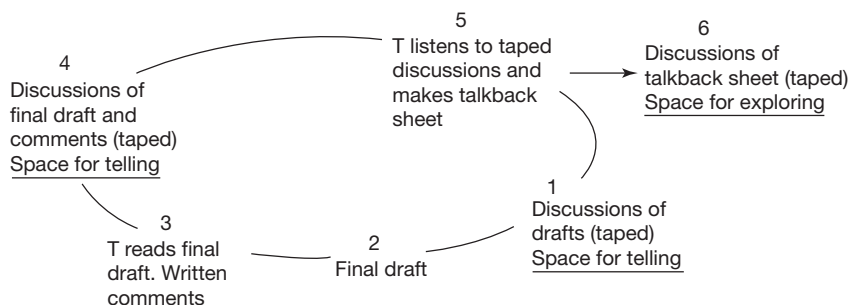 5
T listens to taped
discussions and
makes talkback
sheet
6
Discussions of
talkback sheet (taped)
Space for exploring
4
Discussions of
final draft and
comments (taped)
Space for telling
3
T reads final
draft. Written
comments
2
Final draft
1
Discussions of
drafts (taped)
Space for telling